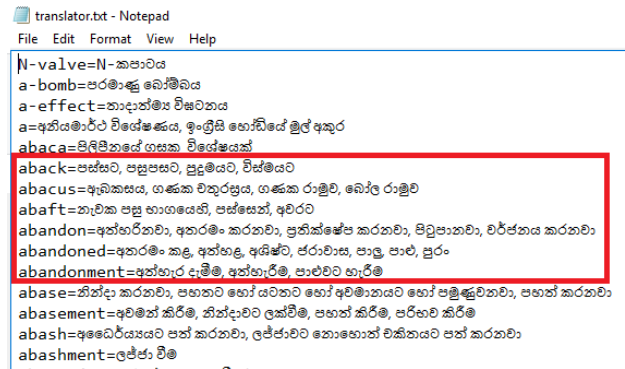 translator.txt - Notepad
File Edit Format View Help
N-valve=N-කපාටය
a-bomb=පරමාණු බෝම්බය
a-effect=තාදාත්ම්‍ය විඝටනය
a=අනියමාර්ථ විශේෂණය, ඉංග්‍රීසි හෝඩියේ මුල් අකුර
abaca=පිලිපීනයේ ගසක විශේෂයක්
aback=පස්සට, පසුපසට, පුදුමයට, විස්මයට
abacus=ඇබකසය, ගණක චතුරස්‍රය, ගණක රාමුව, බෝල රාමුව
abaft=නැවක පසු භාගයෙහි, පස්සෙන්, අවරට
abandon=අත්හරිනවා, අතරමං කරනවා, ප්‍රතික්ෂේප කරනවා, පිටුපානවා, වර්ජනය කරනවා
abandoned=අතරමං කළ, අත්හළ, අශිෂ්ට, ජරාවාස, පාලු, පාළු, පුරං
abandonment=අත්හැර දැමීම, අත්හැරීම, පාළුවට හැරීම
abase=නින්දා කරනවා, පහතට හෝ යටතට හෝ අවමානයට හෝ පමුණුවනවා, පහත් කරනවා
abasement=අවමන් කිරීම, නින්දාවට ලක්වීම, පහත් කිරීම, පරිභව කිරීම
abash=අධෛර්ය්‍යයට පත් කරනවා, ලජ්ජාවට නොහොත් චකිතයට පත් කරනවා
abashment=ලජ්ජා වීම